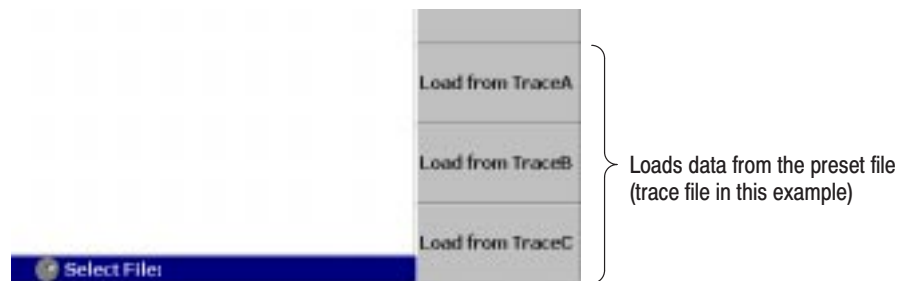 Load from TraceA
Load from TraceB
Loads data from the preset file
(trace file in this example)
Load from TraceC
Select File: